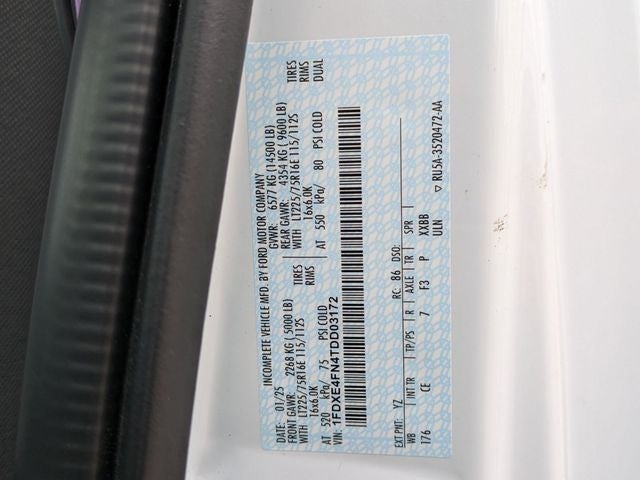 INCOMPLETE VEHICLE MFD. BY FORD MOTOR COMPANY
DATE: 01/25 GVWR: 6577 KG (14500 LB)
FRONT GAWR: 2268 KG ( 5000 LB) REAR GAWR: 4354 KG ( 9600 LB)
WITH LT225/75R16E 115/112S TIRES WITH LT225/75R16E 115/112S TIRES
16x6.0K RIMS 16x6.0K RIMS
AT 520 kPa/ 75 PSI COLD AT 550 kPa/ 80 PSI COLD DUAL
VIN: 1FDXE4FN4TDD03172
EXT PNT: YZ RC: 86 DSO:
WB INT TR TP/PS R AXLE TR SPR
176 CE 7 F3 P XXBB
ULN
▽ RU5A-3520472-AA